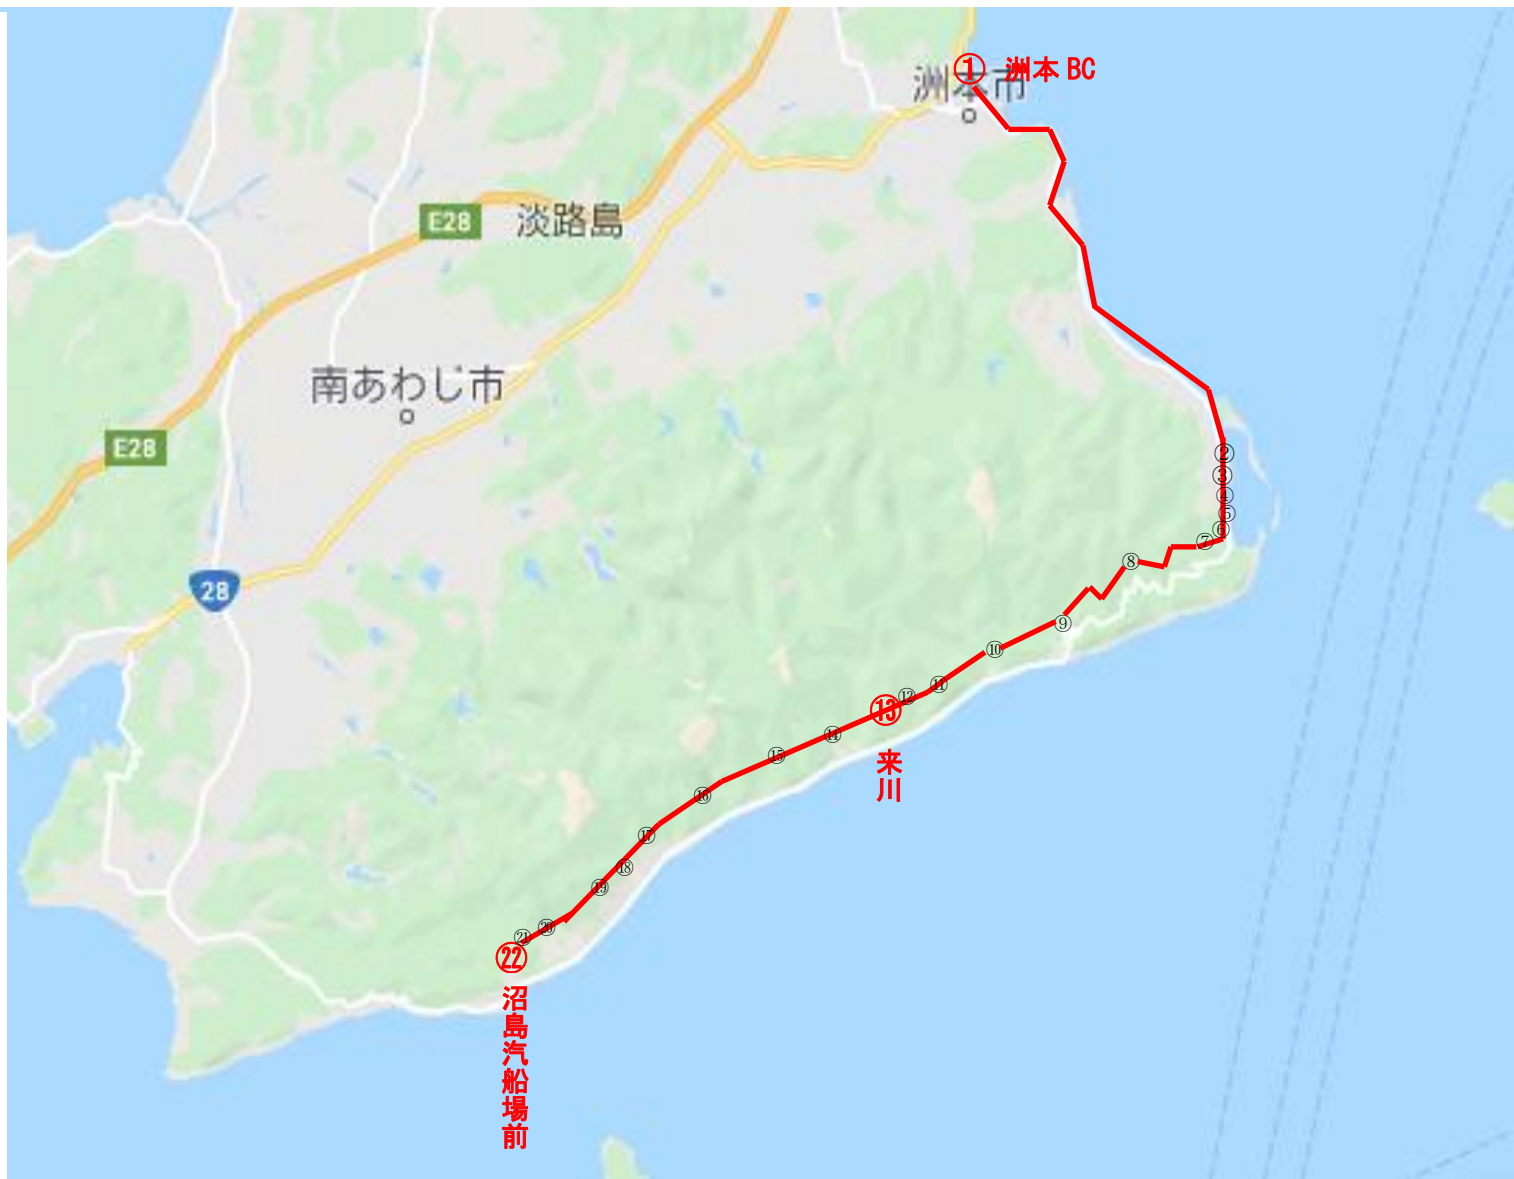 ① 洲本 BC
洲本市
E28
淡路島
南あわじ市
E28
28
②
③
④
⑤
⑥
⑦
⑧
⑨
⑩
⑪
⑫
⑬
来川
⑭
⑮
⑯
⑰
⑱
⑲
⑳
㉑
㉒
沼島汽船場前